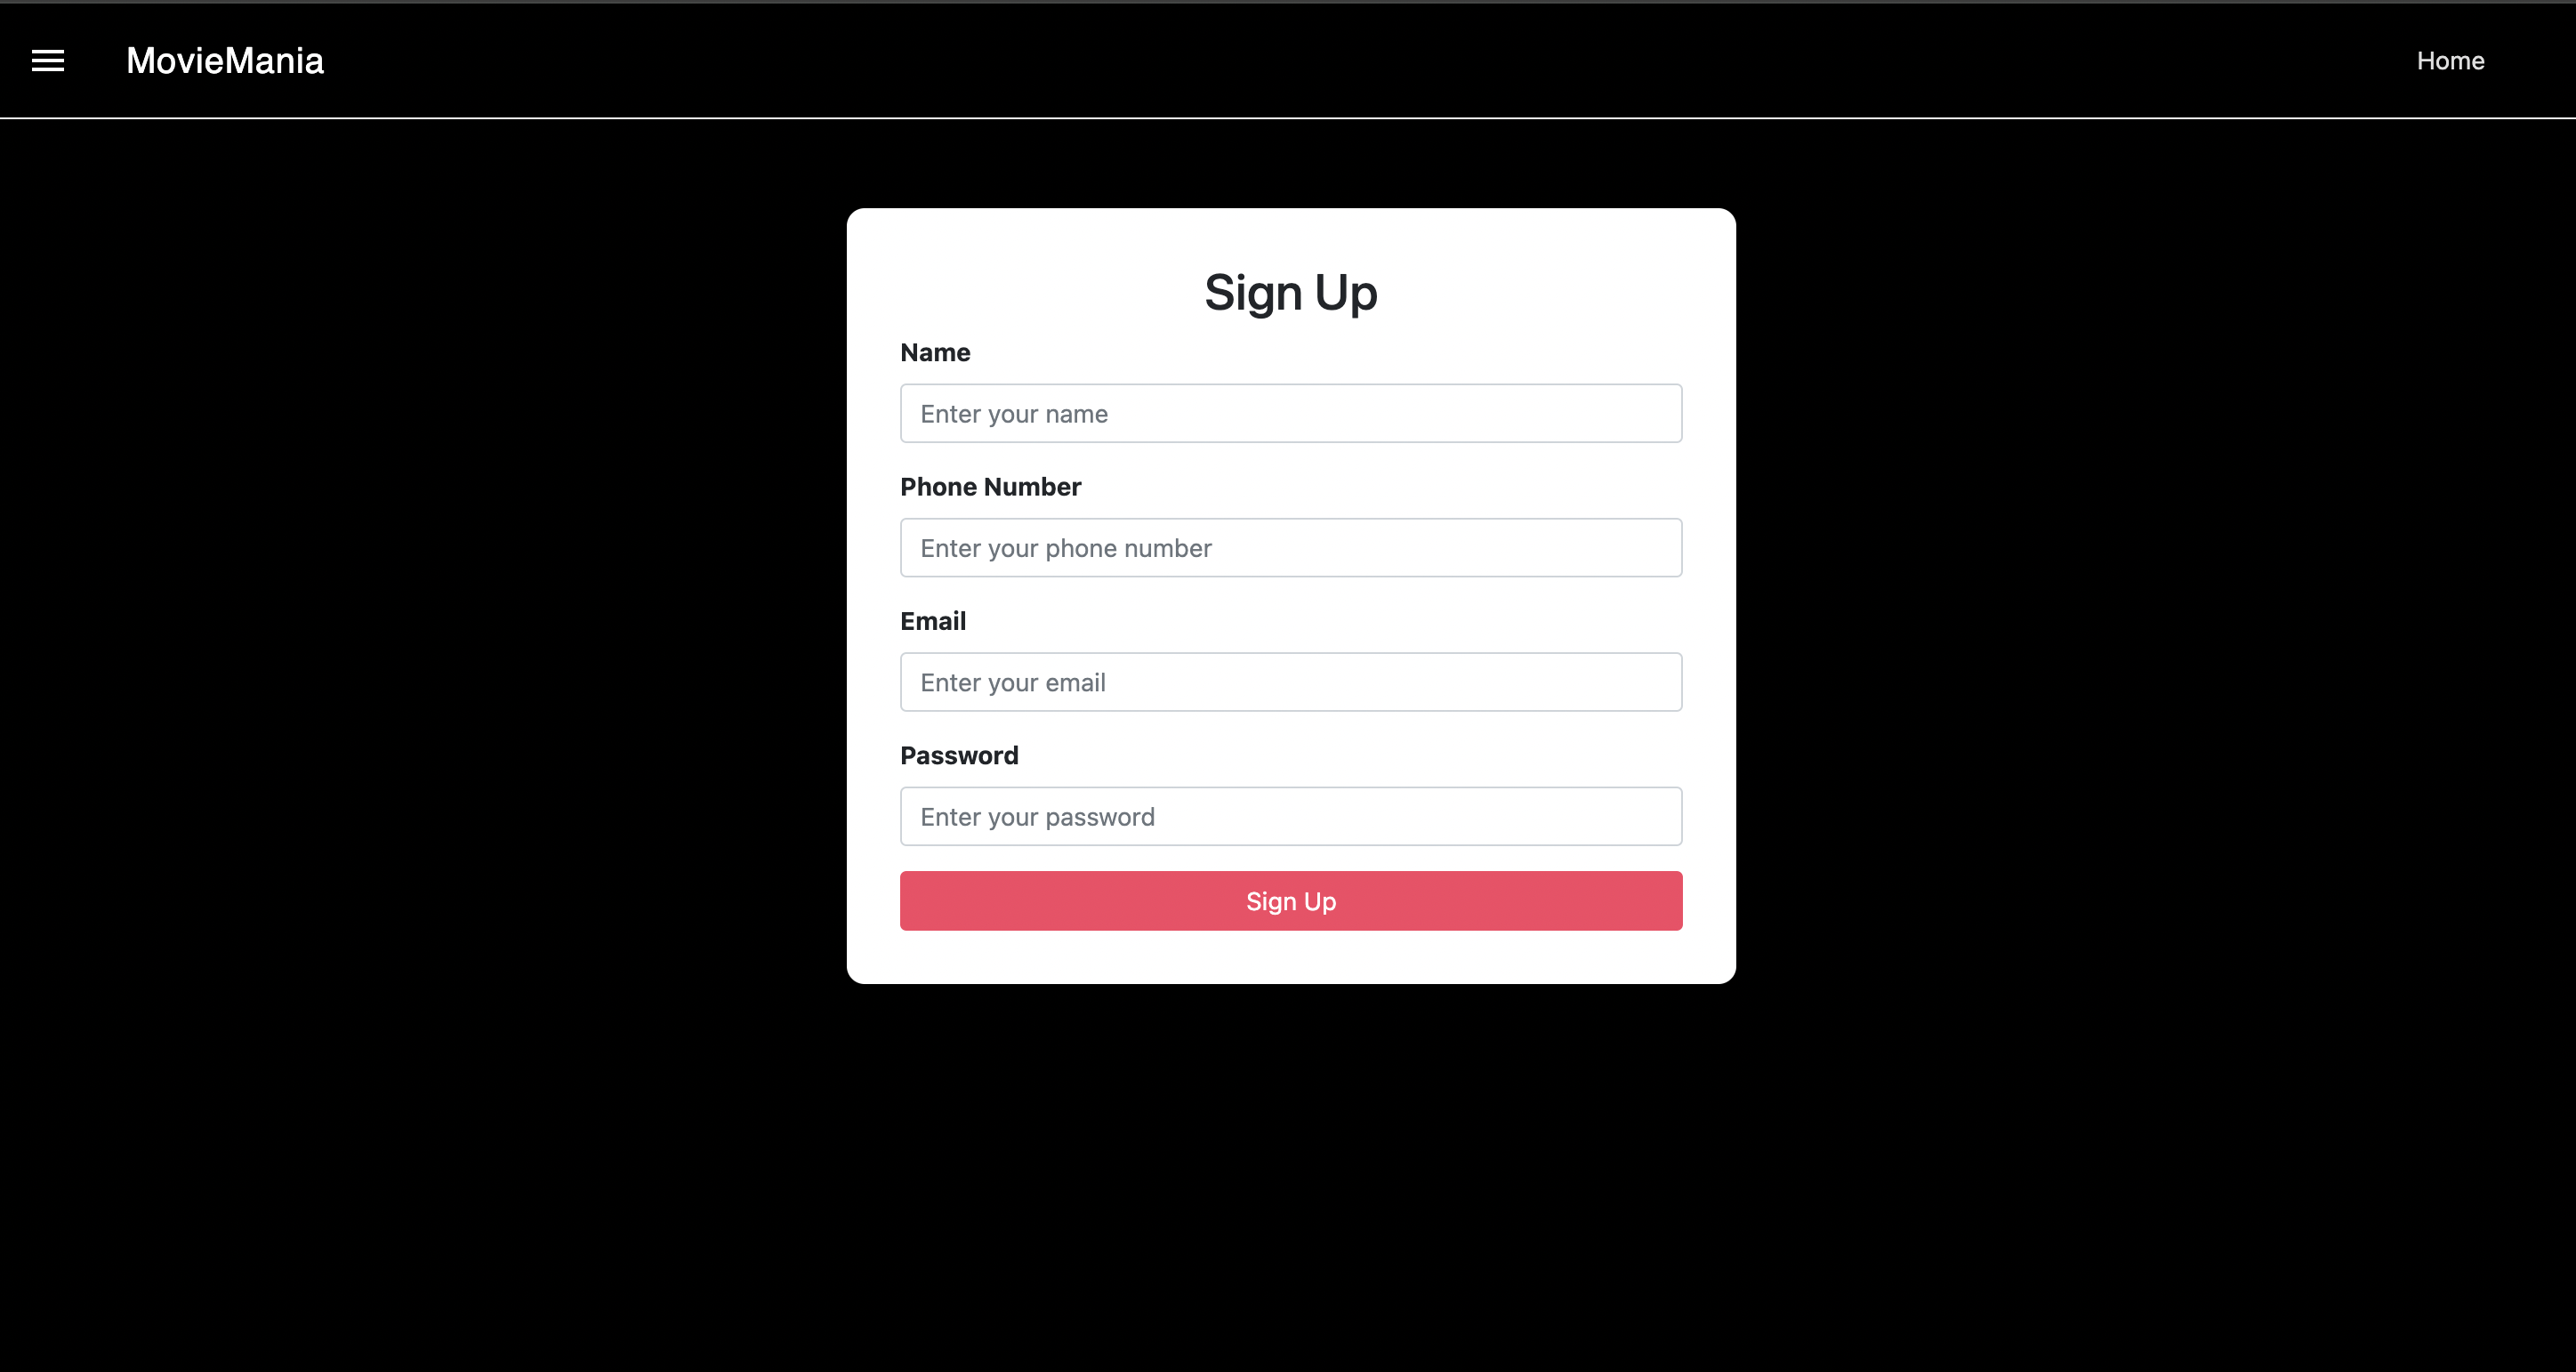 MovieMania
Home
Sign Up
Name
Enter your name
Phone Number
Enter your phone number
Email
Enter your email
Password
Enter your password
Sign Up